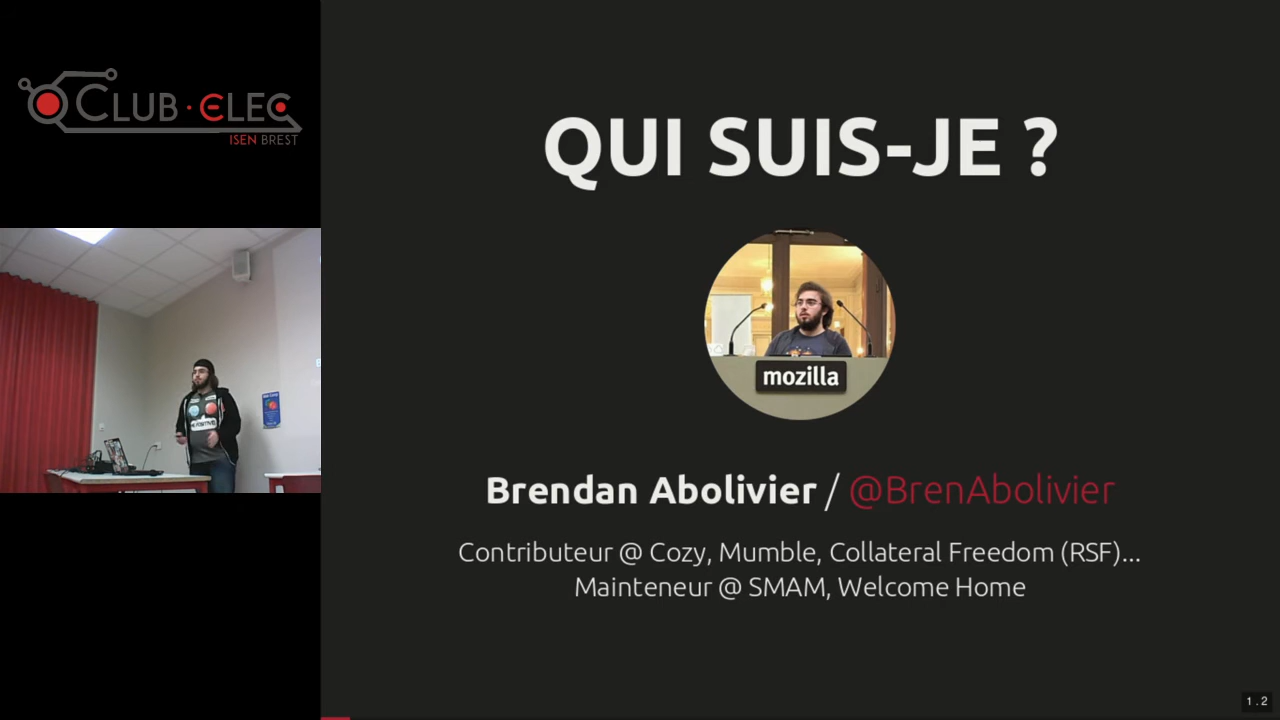 CLUB · ELEC
ISEN BREST
QUI SUIS-JE ?
mozilla
Brendan Abolivier / @BrenAbolivier
Contributeur @ Cozy, Mumble, Collateral Freedom (RSF)...
Mainteneur @ SMAM, Welcome Home
1.2